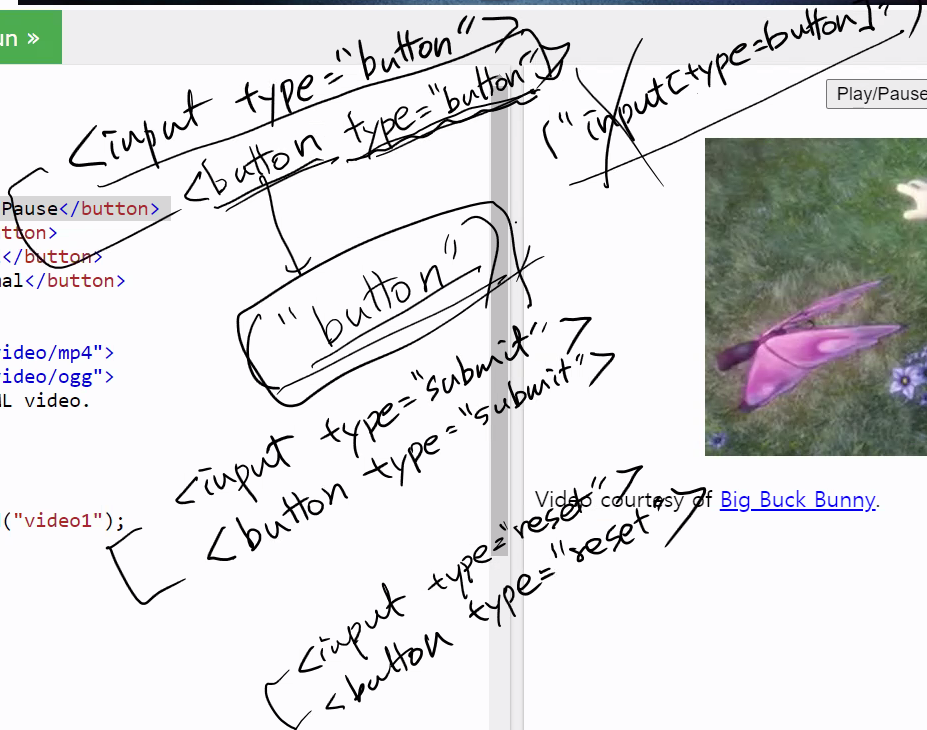 un »
<input type="button">
<button type="button">
("input[type=button]")
Play/Pause
Pause</button>
tton>
</button>
nal</button>
("button")
ideo/mp4">
ideo/ogg">
L video.
<input type="submit">
<button type="submit">
Video courtesy of Big Buck Bunny.
("video1");
<input type="reset">
<button type="reset">